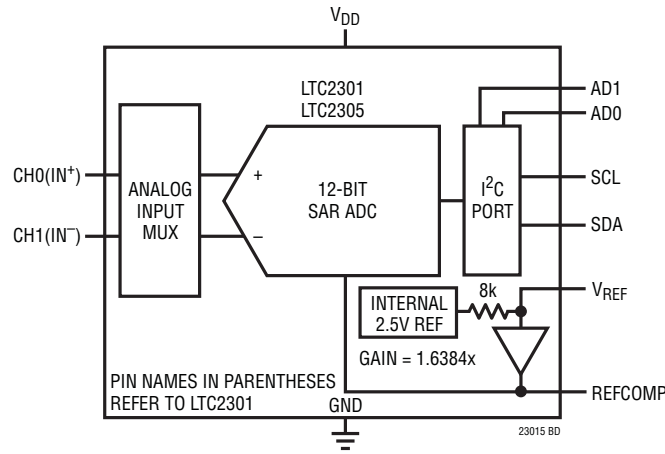 V_DD
LTC2301
LTC2305
AD1
AD0
CH0(IN⁺)
CH1(IN⁻)
ANALOG
INPUT
MUX
+
–
12-BIT
SAR ADC
I²C
PORT
SCL
SDA
INTERNAL
2.5V REF
8k
V_REF
GAIN = 1.6384x
REFCOMP
PIN NAMES IN PARENTHESES
REFER TO LTC2301
GND
23015 BD